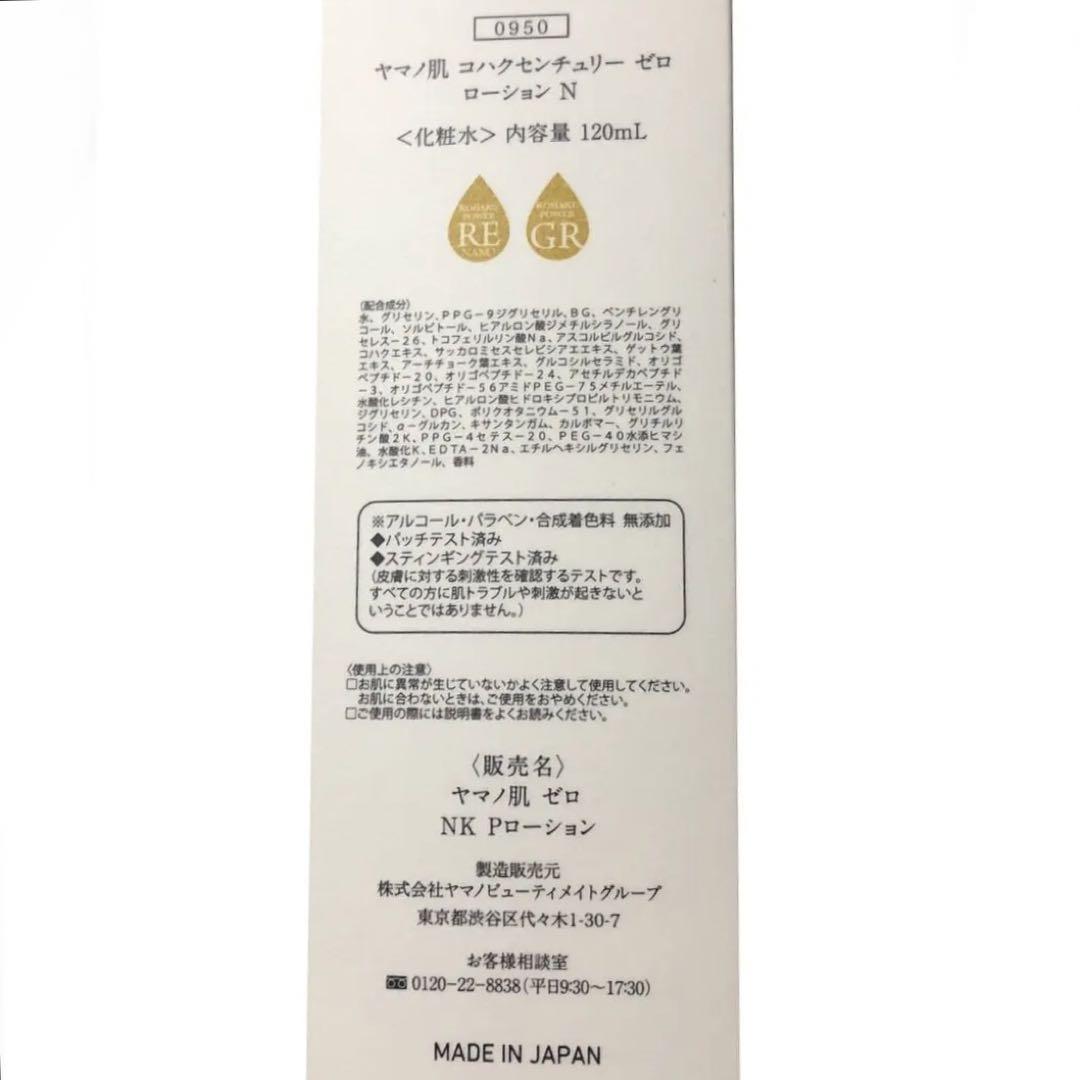 0950
ヤマノ肌 コハクセンチュリー ゼロ
ローション N
＜化粧水＞ 内容量 120mL
KOHAKU
POWER
RE
NAMI
KOHAKU
POWER
GR
〈配合成分〉
水、グリセリン、PPG－9ジグリセリル、BG、ペンチレングリ
コール、ソルビトール、ヒアルロン酸ジメチルシラノール、グリ
セレス－26、トコフェリルリン酸Na、アスコルビルグルコシド、
コハクエキス、サッカロミセスセレビシアエエキス、ゲットウ葉
エキス、アーチチョーク葉エキス、グルコシルセラミド、オリゴ
ペプチド－20、オリゴペプチド－24、アセチルデカペプチド
－3、オリゴペプチド－56アミドPEG－75メチルエーテル、
水酸化レシチン、ヒアルロン酸ヒドロキシプロピルトリモニウム、
ジグリセリン、DPG、ポリクオタニウム－51、グリセリルグル
コシド、α－グルカン、キサンタンガム、カルボマー、グリチルリ
チン酸2K、PPG－4セテス－20、PEG－40水添ヒマシ
油、水酸化K、EDTA－2Na、エチルヘキシルグリセリン、フェ
ノキシエタノール、香料
※アルコール・パラベン・合成着色料 無添加
◆パッチテスト済み
◆スティンギングテスト済み
（皮膚に対する刺激性を確認するテストです。
すべての方に肌トラブルや刺激が起きないと
いうことではありません。）
〈使用上の注意〉
□お肌に異常が生じていないかよく注意して使用してください。
お肌に合わないときは、ご使用をおやめください。
□ご使用の際には説明書をよくお読みください。
〈販売名〉
ヤマノ肌 ゼロ
NK Pローション
製造販売元
株式会社ヤマノビューティメイトグループ
東京都渋谷区代々木1-30-7
お客様相談室
0120-22-8838（平日9:30～17:30）
MADE IN JAPAN